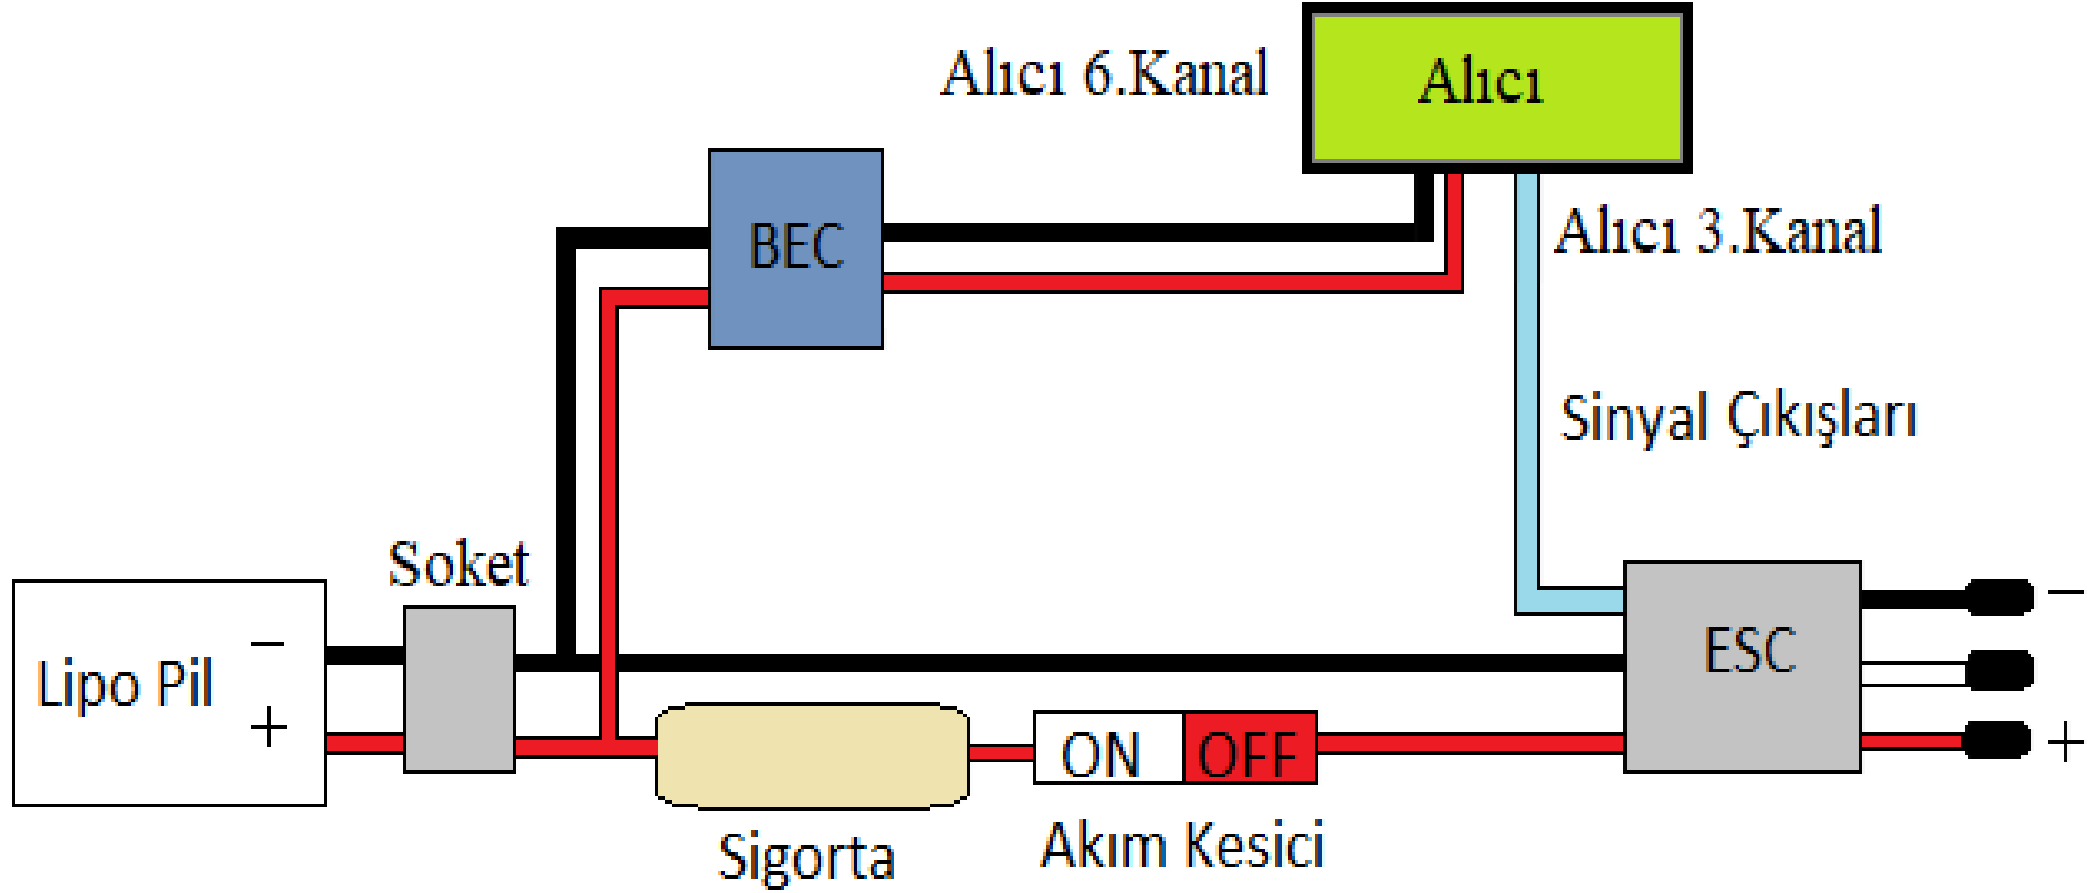 Alıcı 6.Kanal
Alıcı
BEC
Alıcı 3.Kanal
Sinyal Çıkışları
Soket
Lipo Pil
−
+
ESC
−
+
ON
OFF
Sigorta
Akım Kesici